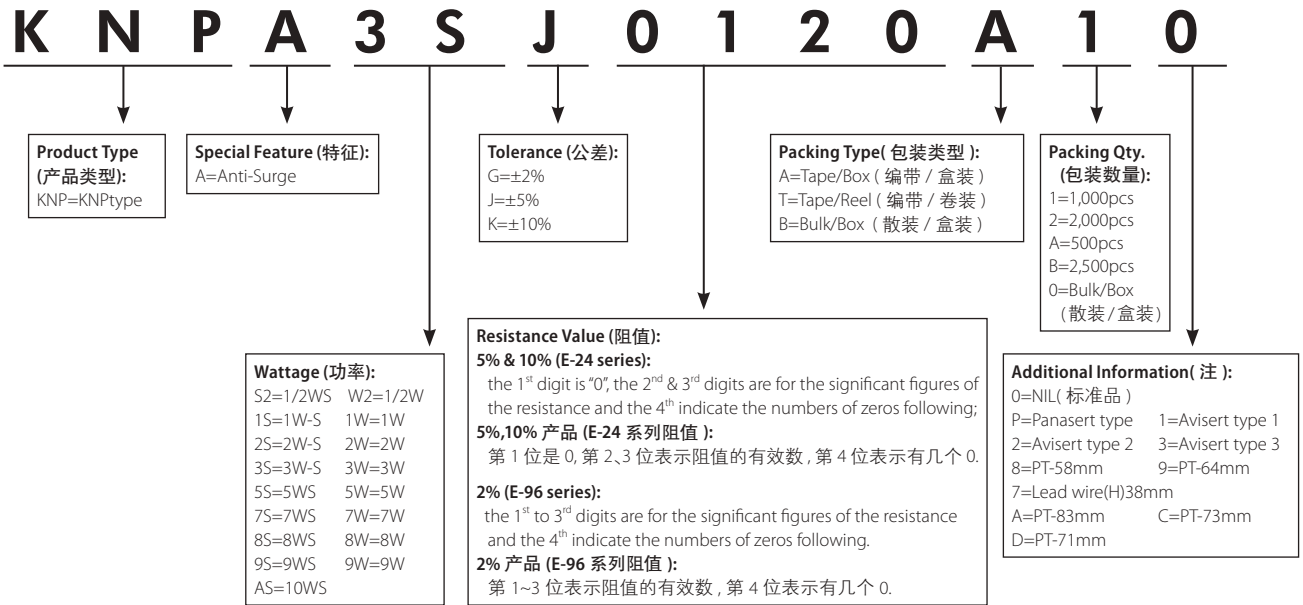 K N P A 3 S J 0 1 2 0 A 1 0
Product Type
(产品类型):
KNP=KNPtype
Special Feature (特征):
A=Anti-Surge
Tolerance (公差):
G=±2%
J=±5%
K=±10%
Packing Type( 包装类型 ):
A=Tape/Box ( 编带 / 盒装 )
T=Tape/Reel ( 编带 / 卷装 )
B=Bulk/Box ( 散装 / 盒装 )
Packing Qty.
(包装数量):
1=1,000pcs
2=2,000pcs
A=500pcs
B=2,500pcs
0=Bulk/Box
(散装/盒装)
Wattage (功率):
S2=1/2WS W2=1/2W
1S=1W-S 1W=1W
2S=2W-S 2W=2W
3S=3W-S 3W=3W
5S=5WS 5W=5W
7S=7WS 7W=7W
8S=8WS 8W=8W
9S=9WS 9W=9W
AS=10WS
Resistance Value (阻值):
5% & 10% (E-24 series):
the 1st digit is "0", the 2nd & 3rd digits are for the significant figures of
the resistance and the 4th indicate the numbers of zeros following;
5%,10% 产品 (E-24 系列阻值 ):
第 1 位是 0, 第 2、3 位表示阻值的有效数 , 第 4 位表示有几个 0.
2% (E-96 series):
the 1st to 3rd digits are for the significant figures of the resistance
and the 4th indicate the numbers of zeros following.
2% 产品 (E-96 系列阻值 ):
第 1~3 位表示阻值的有效数 , 第 4 位表示有几个 0.
Additional Information( 注 ):
0=NIL( 标准品 )
P=Panasert type 1=Avisert type 1
2=Avisert type 2 3=Avisert type 3
8=PT-58mm 9=PT-64mm
7=Lead wire(H)38mm
A=PT-83mm C=PT-73mm
D=PT-71mm